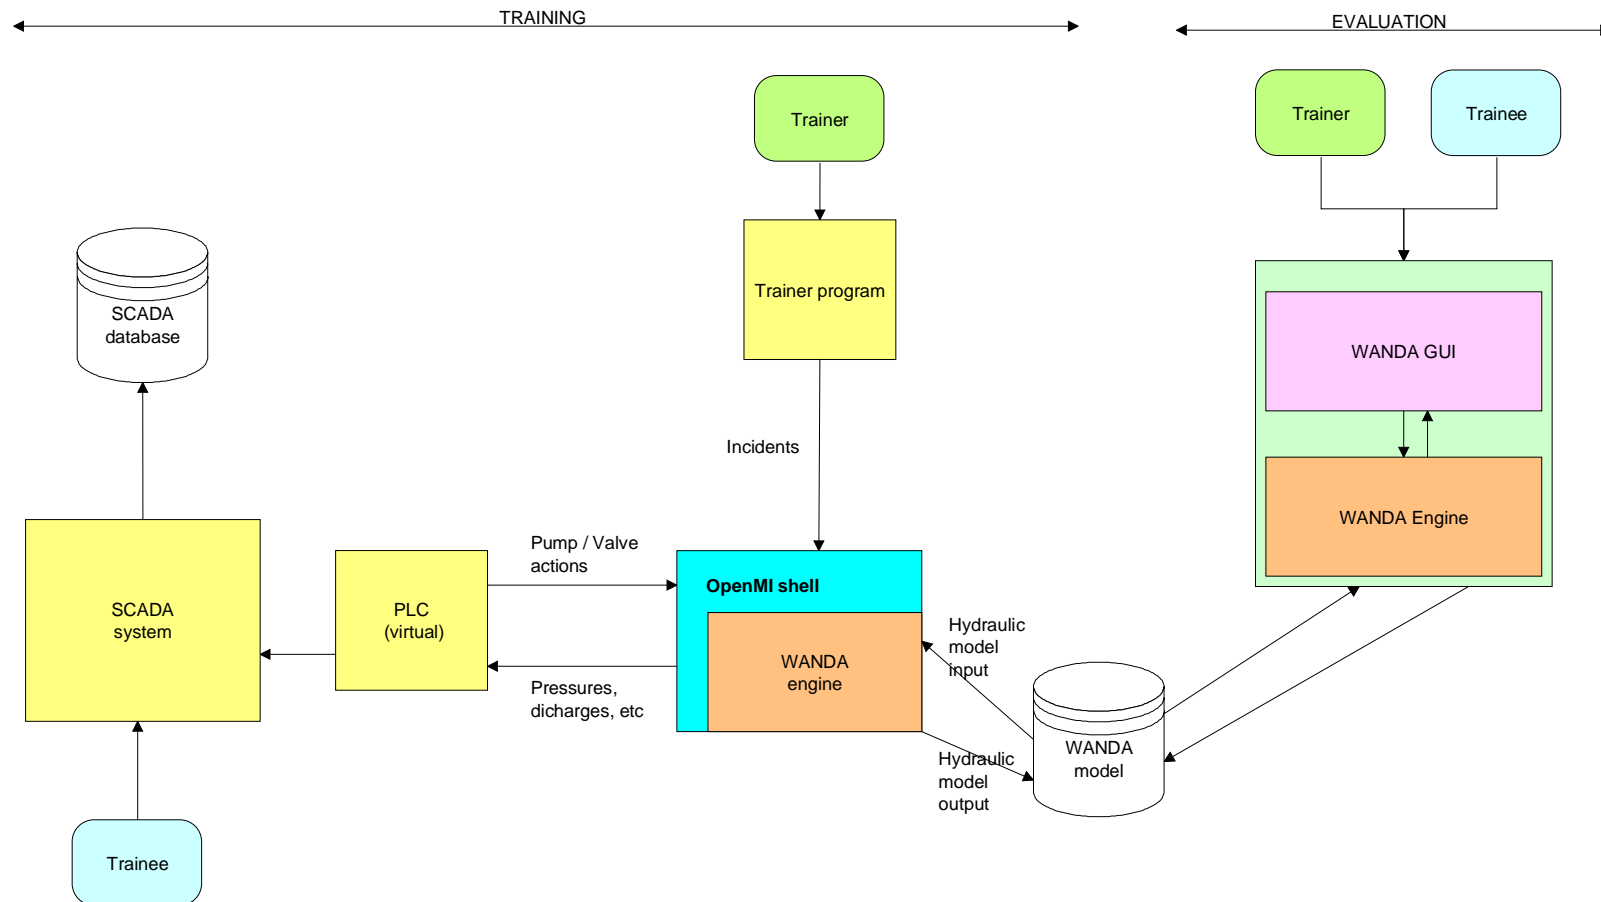 TRAINING
EVALUATION
Trainer
Trainer
Trainee
Trainer program
SCADA
database
WANDA GUI
Incidents
WANDA Engine
Pump / Valve
actions
OpenMI shell
SCADA
system
PLC
(virtual)
WANDA
engine
Hydraulic
model
input
Pressures,
dicharges, etc
Hydraulic
model
output
WANDA
model
Trainee